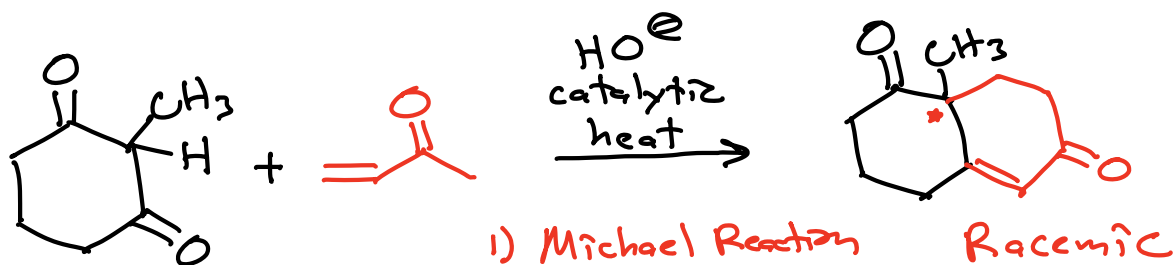 O
CH3
H
O
+
O
HO⊖
catalytic
heat
O
CH3
*
O
1) Michael Reaction
Racemic